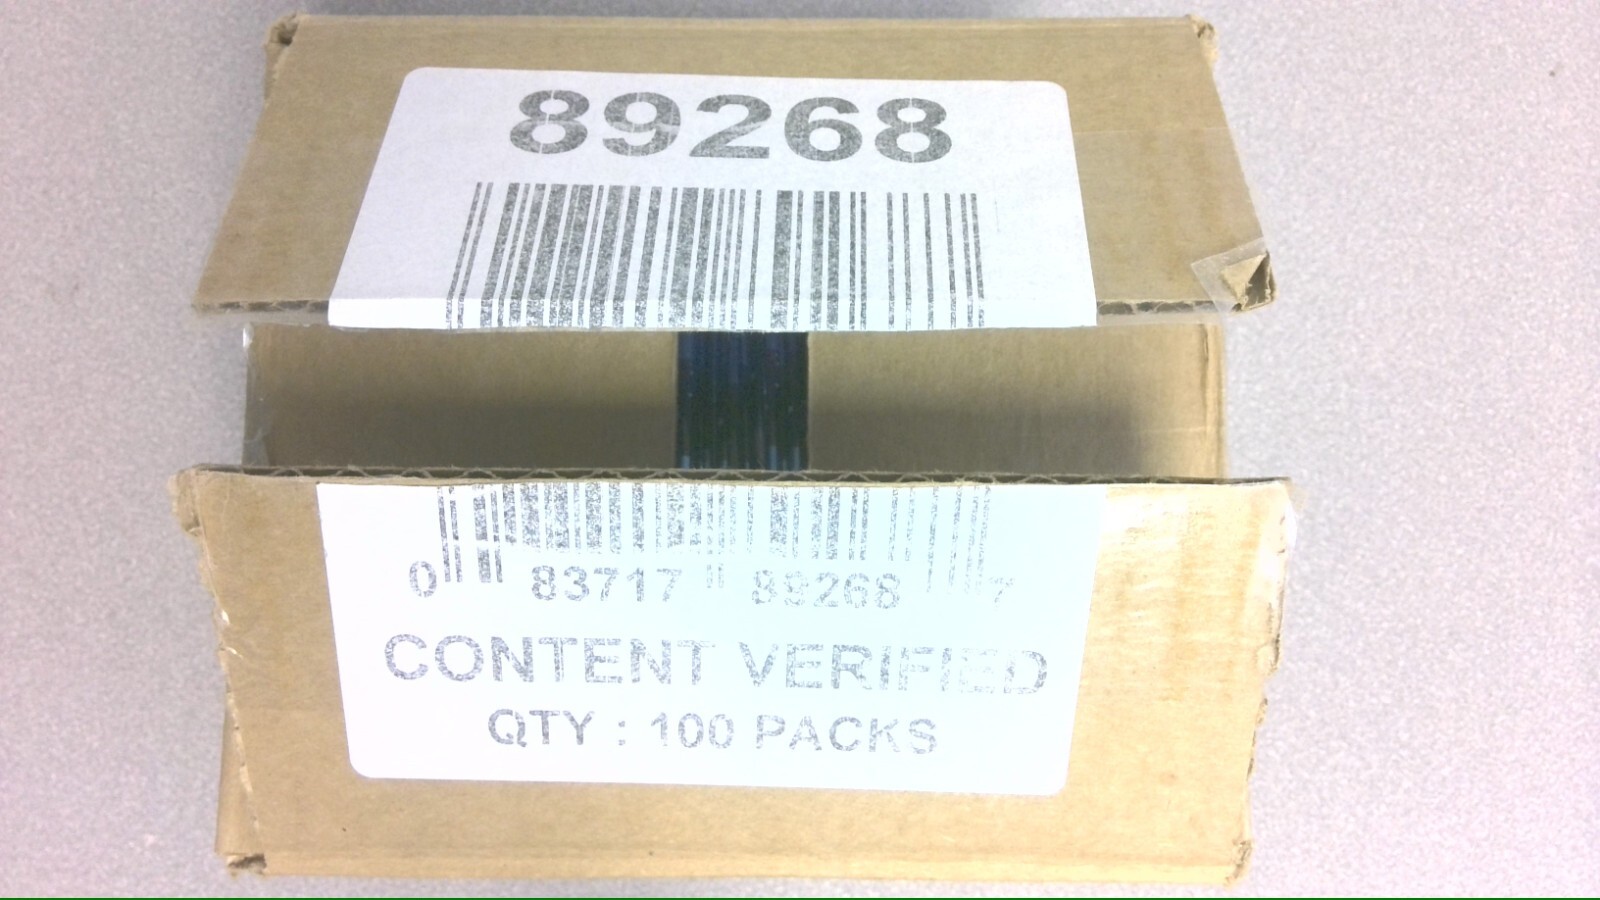 89268
0 83717 89268 7
CONTENT VERIFIED
QTY : 100 PACKS